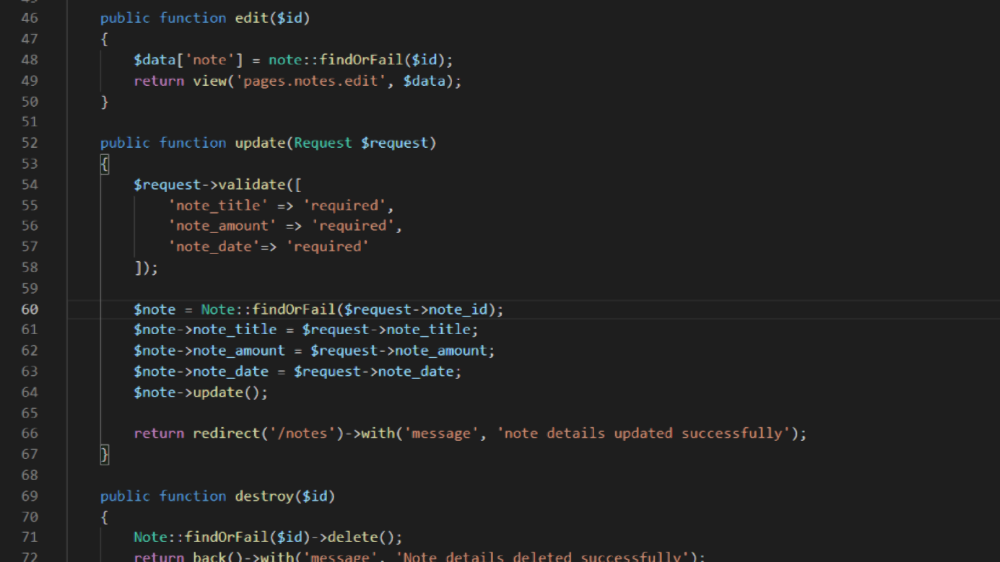 46 public function edit($id)
47 {
48 $data['note'] = note::findOrFail($id);
49 return view('pages.notes.edit', $data);
50 }
51
52 public function update(Request $request)
53 {
54 $request->validate([
55 'note_title' => 'required',
56 'note_amount' => 'required',
57 'note_date'=> 'required'
58 ]);
59
60 $note = Note::findOrFail($request->note_id);
61 $note->note_title = $request->note_title;
62 $note->note_amount = $request->note_amount;
63 $note->note_date = $request->note_date;
64 $note->update();
65
66 return redirect('/notes')->with('message', 'note details updated successfully');
67 }
68
69 public function destroy($id)
70 {
71 Note::findOrFail($id)->delete();
72 return back()->with('message', 'Note details deleted successfully');